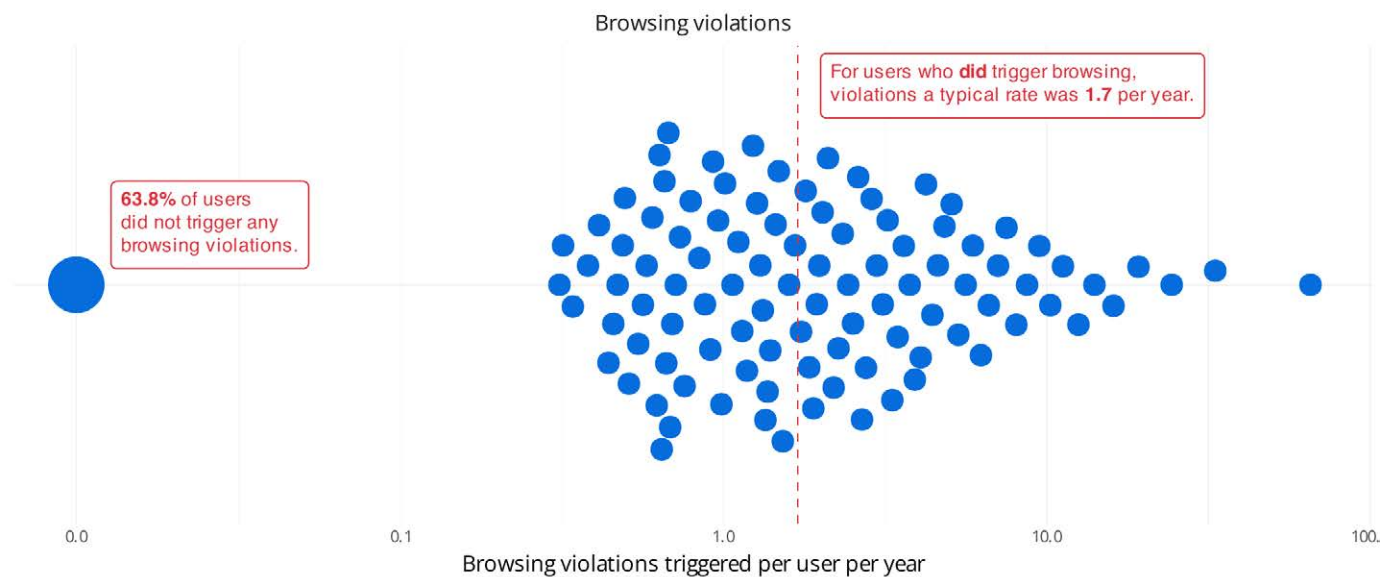 Browsing violations
For users who did trigger browsing,
violations a typical rate was 1.7 per year.
63.8% of users
did not trigger any
browsing violations.
0.0 0.1 1.0 10.0 100.
Browsing violations triggered per user per year